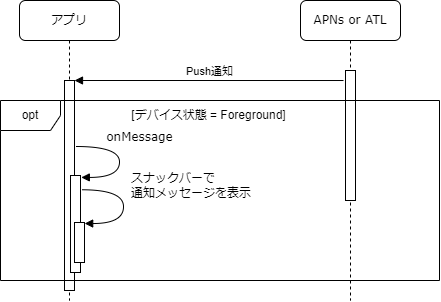 アプリ
APNs or ATL
Push通知
opt
[デバイス状態 = Foreground]
onMessage
スナックバーで
通知メッセージを表示